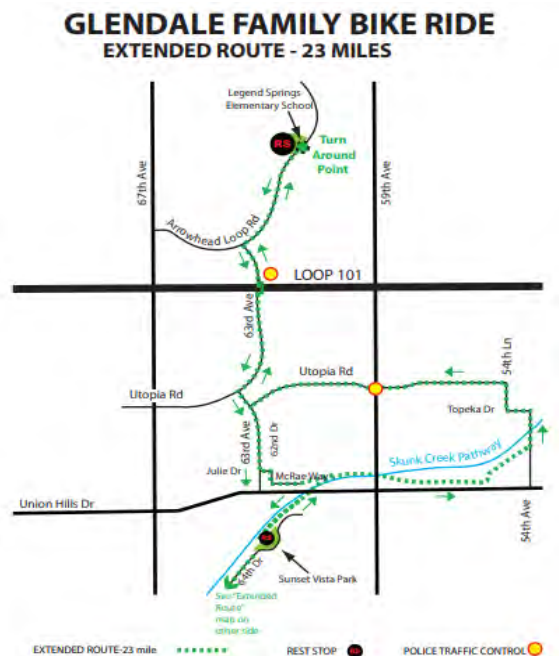 GLENDALE FAMILY BIKE RIDE
EXTENDED ROUTE - 23 MILES
Legend Springs
Elementary School
RS
Turn
Around
Point
67th Ave
59th Ave
Arrowhead Loop Rd
LOOP 101
63rd Ave
54th Ln
Utopia Rd
Utopia Rd
Topeka Dr
63rd Ave
62nd Dr
Skunk Creek Pathway
Julie Dr
McRae Way
Union Hills Dr
54th Ave
RS
64th Dr
Sunset Vista Park
See "Extended
Route"
map on
other side
EXTENDED ROUTE-23 mile
REST STOP
RS
POLICE TRAFFIC CONTROL